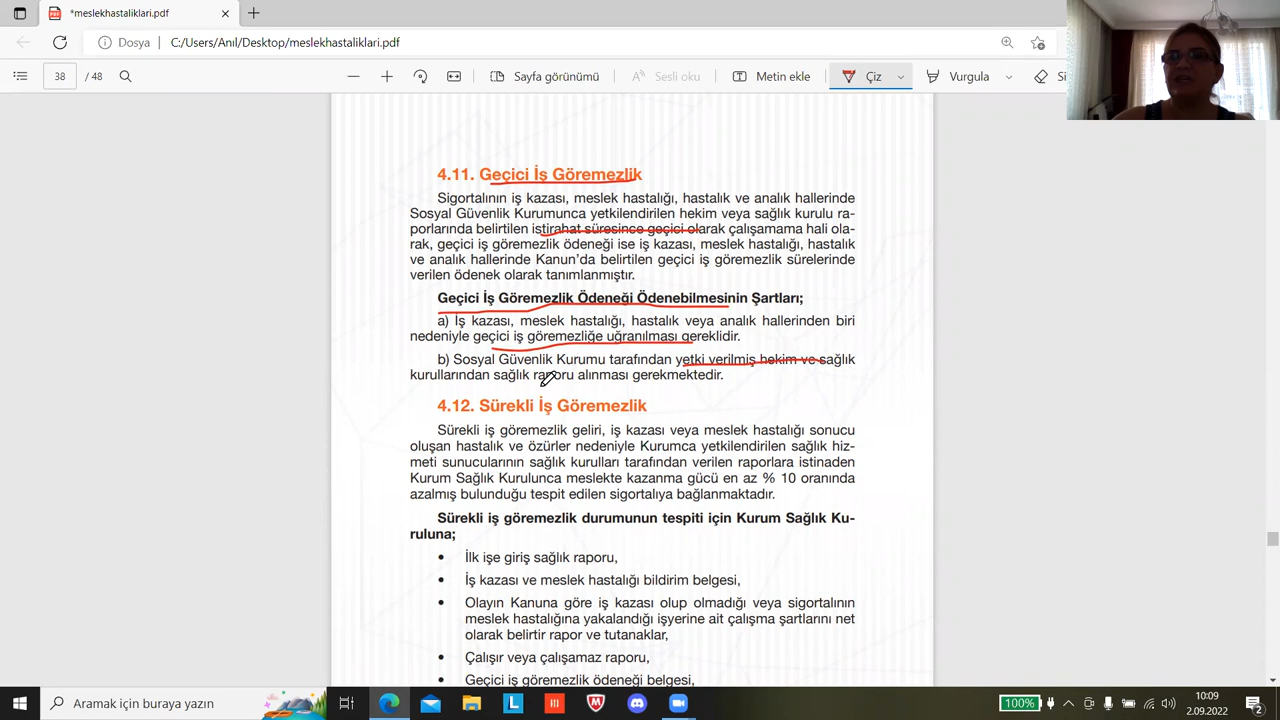 *meslekhastaliklari.pdf
Dosya
C:/Users/Anıl/Desktop/meslekhastaliklari.pdf
38
/ 48
Sayfa görünümü
Sesli oku
Metin ekle
Çiz
Vurgula
Si
4.11. Geçici İş Göremezlik
Sigortalının iş kazası, meslek hastalığı, hastalık ve analık hallerinde
Sosyal Güvenlik Kurumunca yetkilendirilen hekim veya sağlık kurulu ra-
porlarında belirtilen istirahat süresince geçici olarak çalışamama hali ola-
rak, geçici iş göremezlik ödeneği ise iş kazası, meslek hastalığı, hastalık
ve analık hallerinde Kanun’da belirtilen geçici iş göremezlik sürelerinde
verilen ödenek olarak tanımlanmıştır.
Geçici İş Göremezlik Ödeneği Ödenebilmesinin Şartları;
a) İş kazası, meslek hastalığı, hastalık veya analık hallerinden biri
nedeniyle geçici iş göremezliğe uğranılması gereklidir.
b) Sosyal Güvenlik Kurumu tarafından yetki verilmiş hekim ve sağlık
kurullarından sağlık raporu alınması gerekmektedir.
4.12. Sürekli İş Göremezlik
Sürekli iş göremezlik geliri, iş kazası veya meslek hastalığı sonucu
oluşan hastalık ve özürler nedeniyle Kurumca yetkilendirilen sağlık hiz-
meti sunucularının sağlık kurulları tarafından verilen raporlara istinaden
Kurum Sağlık Kurulunca meslekte kazanma gücü en az % 10 oranında
azalmış bulunduğu tespit edilen sigortalıya bağlanmaktadır.
Sürekli iş göremezlik durumunun tespiti için Kurum Sağlık Ku-
ruluna;
• İlk işe giriş sağlık raporu,
• İş kazası ve meslek hastalığı bildirim belgesi,
• Olayın Kanuna göre iş kazası olup olmadığı veya sigortalının
meslek hastalığına yakalandığı işyerine ait çalışma şartlarını net
olarak belirtir rapor ve tutanaklar,
• Çalışır veya çalışamaz raporu,
• Geçici iş göremezlik ödeneği belgesi,
Aramak için buraya yazın
100%
10:09
2.09.2022
2